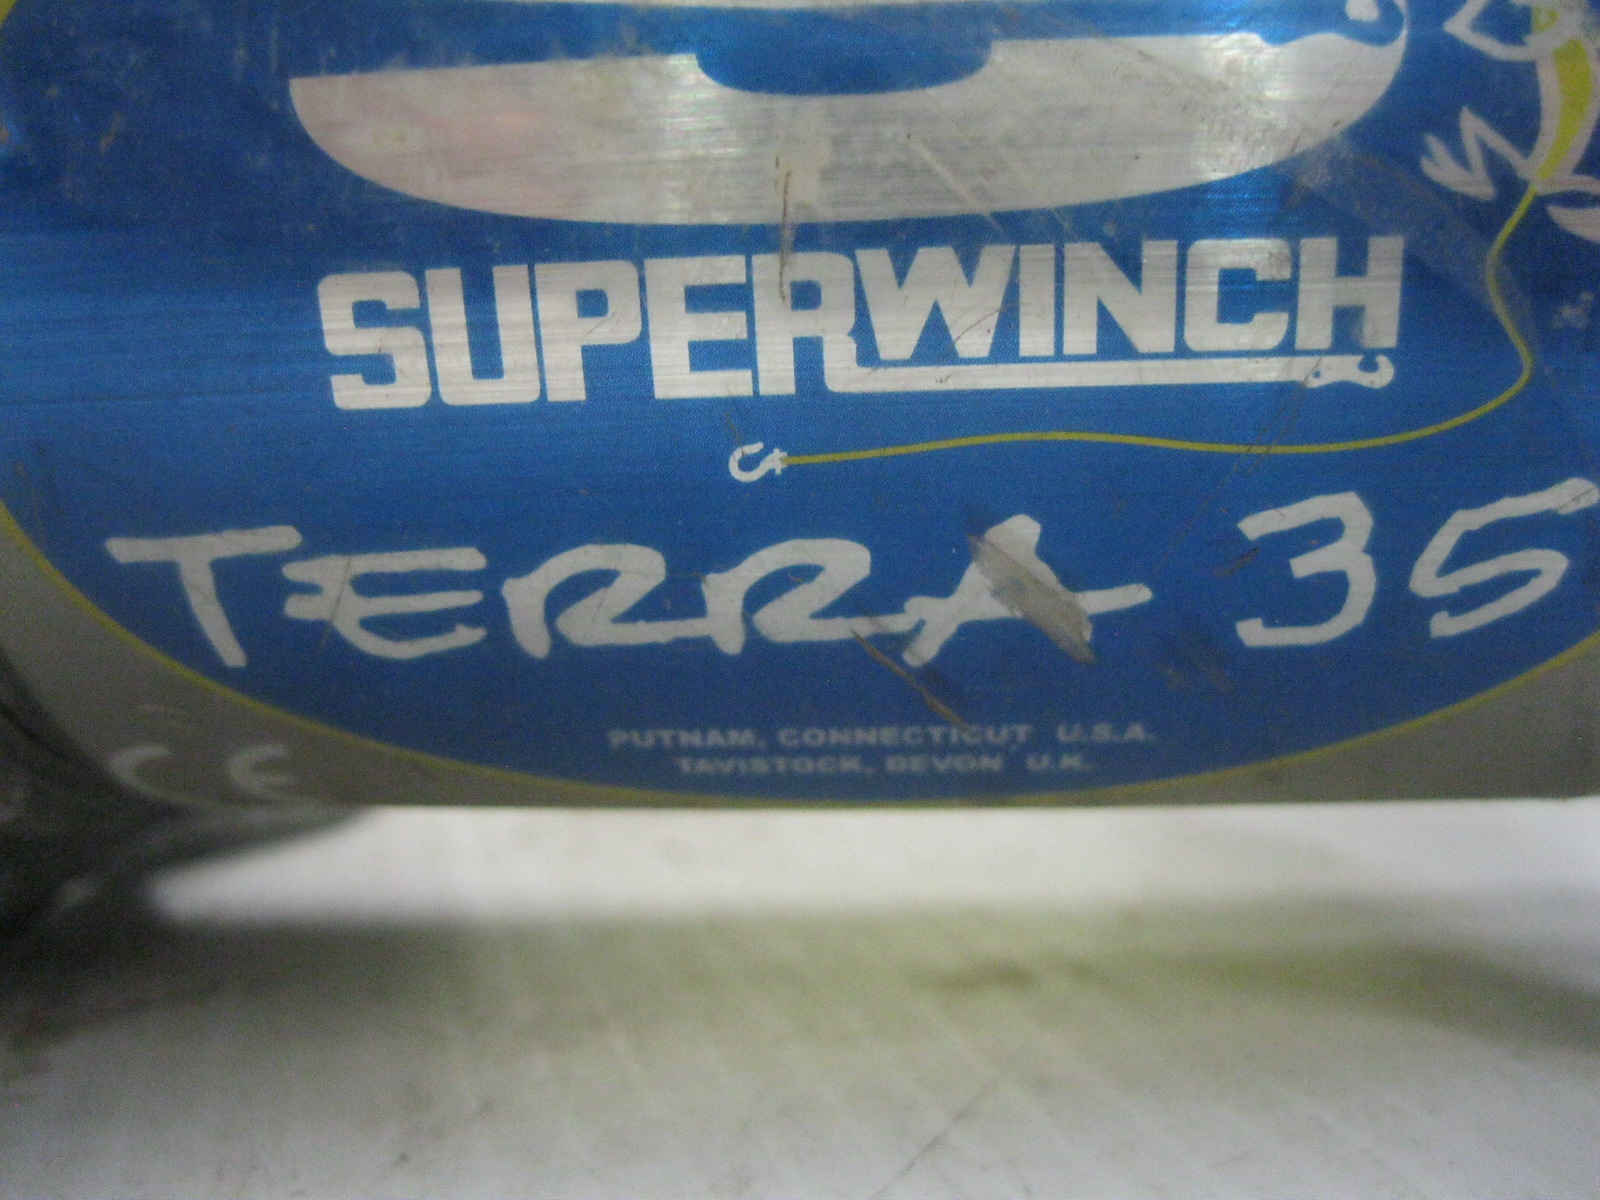 SUPERWINCH
TERRA 35
PUTNAM, CONNECTICUT U.S.A.
TAVISTOCK, DEVON U.K.
CE